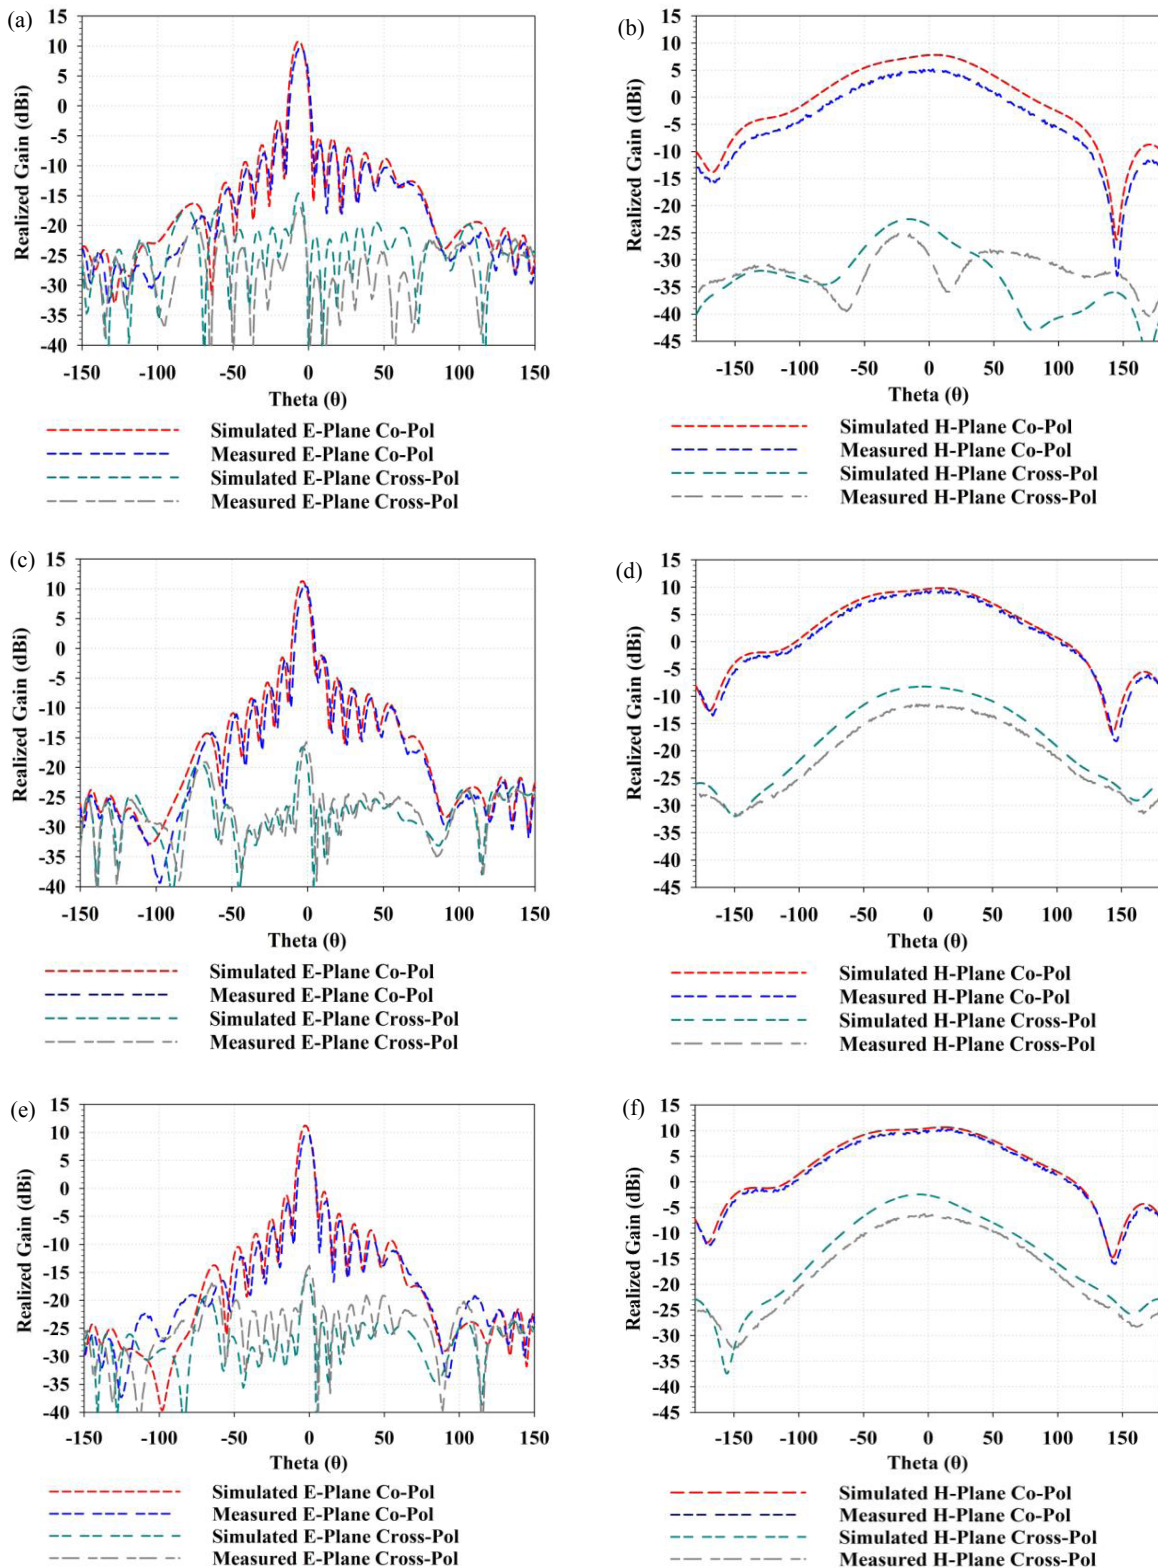 (a)
15
10
5
0
-5
-10
-15
-20
-25
-30
-35
-40
Realized Gain (dBi)
-150 -100 -50 0 50 100 150
Theta (θ)
Simulated E-Plane Co-Pol
Measured E-Plane Co-Pol
Simulated E-Plane Cross-Pol
Measured E-Plane Cross-Pol
(b)
15
10
5
0
-5
-10
-15
-20
-25
-30
-35
-40
-45
Realized Gain (dBi)
-150 -100 -50 0 50 100 150
Theta (θ)
Simulated H-Plane Co-Pol
Measured H-Plane Co-Pol
Simulated H-Plane Cross-Pol
Measured H-Plane Cross-Pol
(c)
15
10
5
0
-5
-10
-15
-20
-25
-30
-35
-40
Realized Gain (dBi)
-150 -100 -50 0 50 100 150
Theta (θ)
Simulated E-Plane Co-Pol
Measured E-Plane Co-Pol
Simulated E-Plane Cross-Pol
Measured E-Plane Cross-Pol
(d)
15
10
5
0
-5
-10
-15
-20
-25
-30
-35
-40
-45
Realized Gain (dBi)
-150 -100 -50 0 50 100 150
Theta (θ)
Simulated H-Plane Co-Pol
Measured H-Plane Co-Pol
Simulated H-Plane Cross-Pol
Measured H-Plane Cross-Pol
(e)
15
10
5
0
-5
-10
-15
-20
-25
-30
-35
-40
Realized Gain (dBi)
-150 -100 -50 0 50 100 150
Theta (θ)
Simulated E-Plane Co-Pol
Measured E-Plane Co-Pol
Simulated E-Plane Cross-Pol
Measured E-Plane Cross-Pol
(f)
15
10
5
0
-5
-10
-15
-20
-25
-30
-35
-40
-45
Realized Gain (dBi)
-150 -100 -50 0 50 100 150
Theta (θ)
Simulated H-Plane Co-Pol
Measured H-Plane Co-Pol
Simulated H-Plane Cross-Pol
Measured H-Plane Cross-Pol